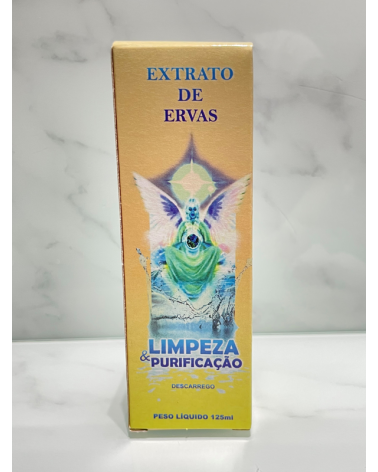 EXTRATO
DE
ERVAS
LIMPEZA
& PURIFICAÇÃO
DESCARREGO
PESO LÍQUIDO 125ml